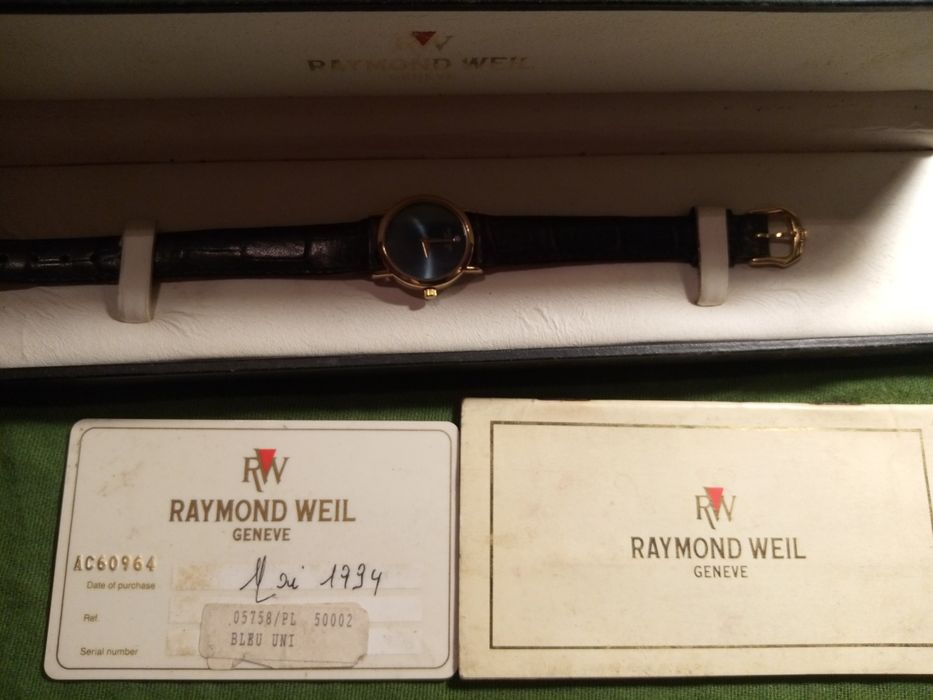 RW
RAYMOND WEIL
GENEVE
RW
RAYMOND WEIL
GENEVE
AC60964
Date of purchase
Mai 1994
Ref.
05758/PL 50002
BLEU UNI
Serial number
RW
RAYMOND WEIL
GENEVE